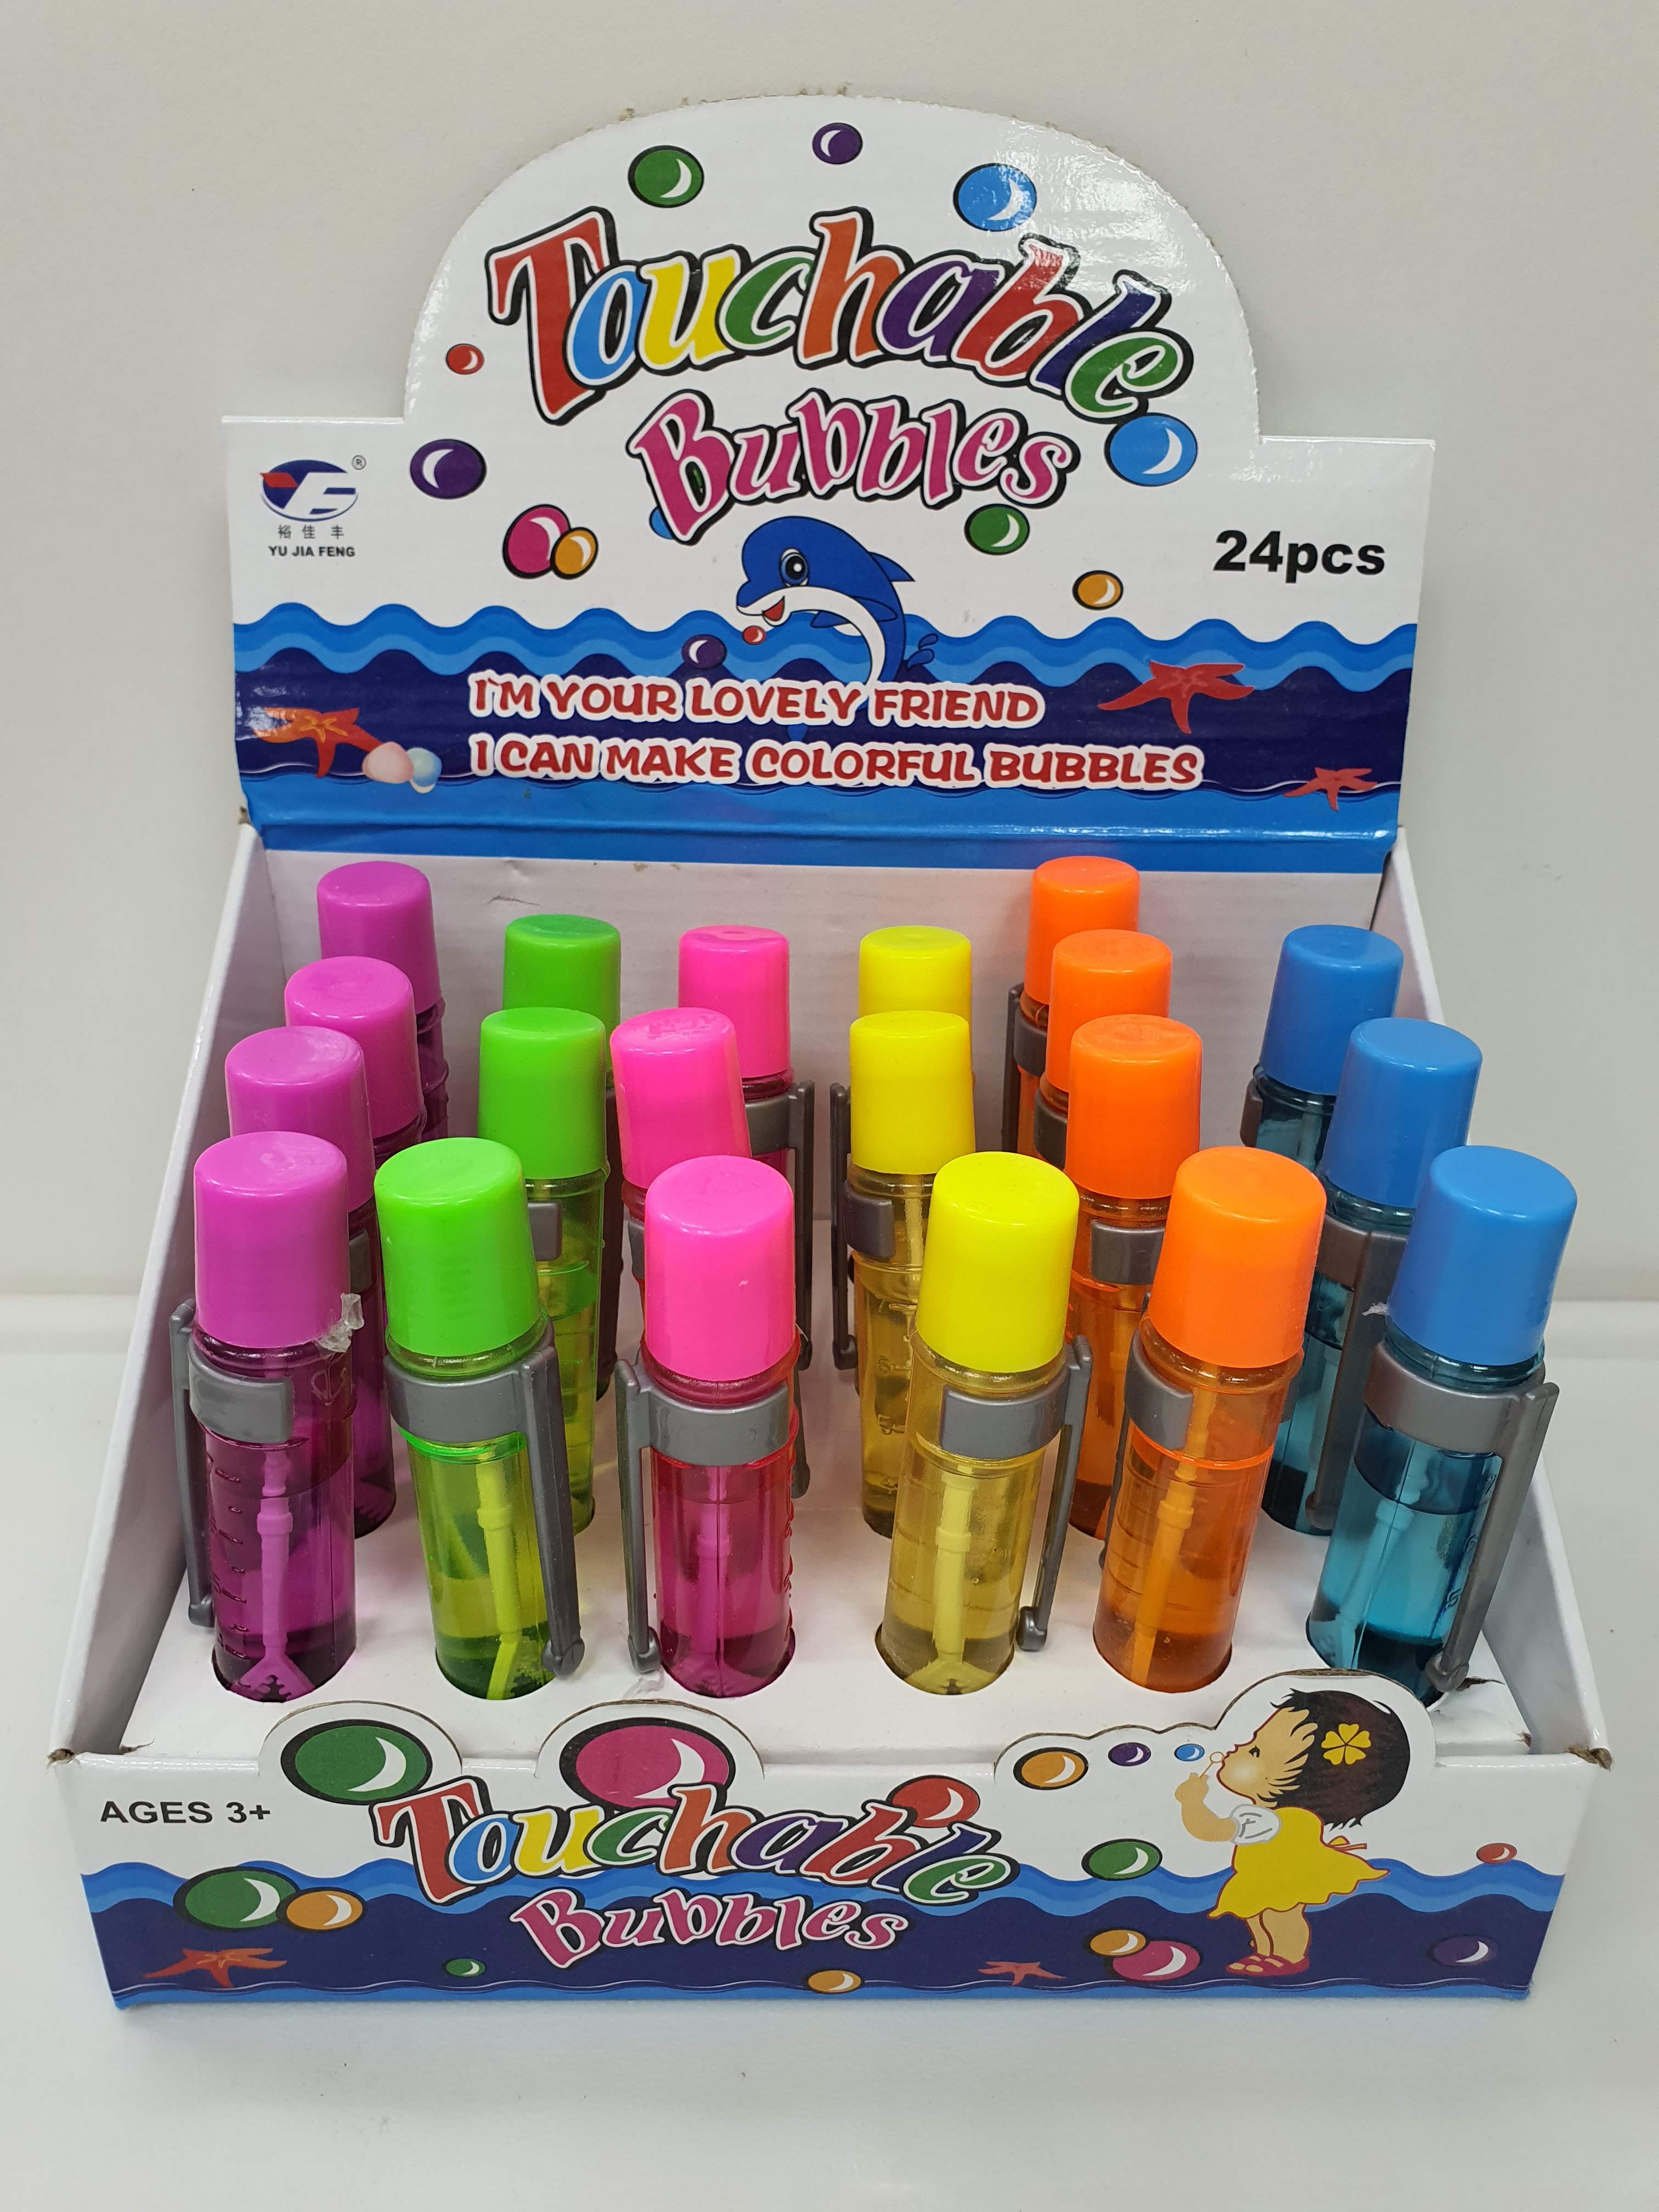 Touchable
Bubbles
®
裕佳丰
YU JIA FENG
24pcs
I'M YOUR LOVELY FRIEND
I CAN MAKE COLORFUL BUBBLES
AGES 3+
Touchable
Bubbles